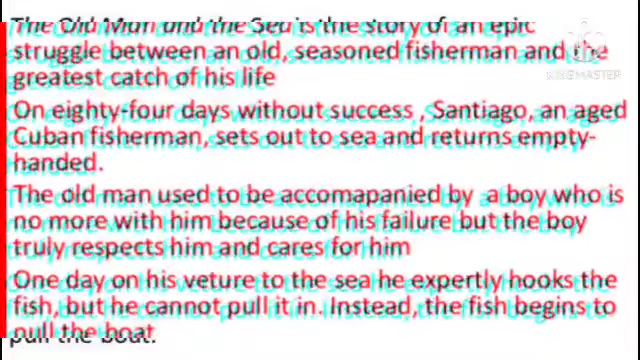 The Old Man and the Sea is the story of an epic
struggle between an old, seasoned fisherman and the
greatest catch of his life
On eighty-four days without success , Santiago, an aged
Cuban fisherman, sets out to sea and returns empty-
handed.
The old man used to be accomapanied by a boy who is
no more with him because of his failure but the boy
truly respects him and cares for him
One day on his veture to the sea he expertly hooks the
fish, but he cannot pull it in. Instead, the fish begins to
pull the boat.
KINEMASTER